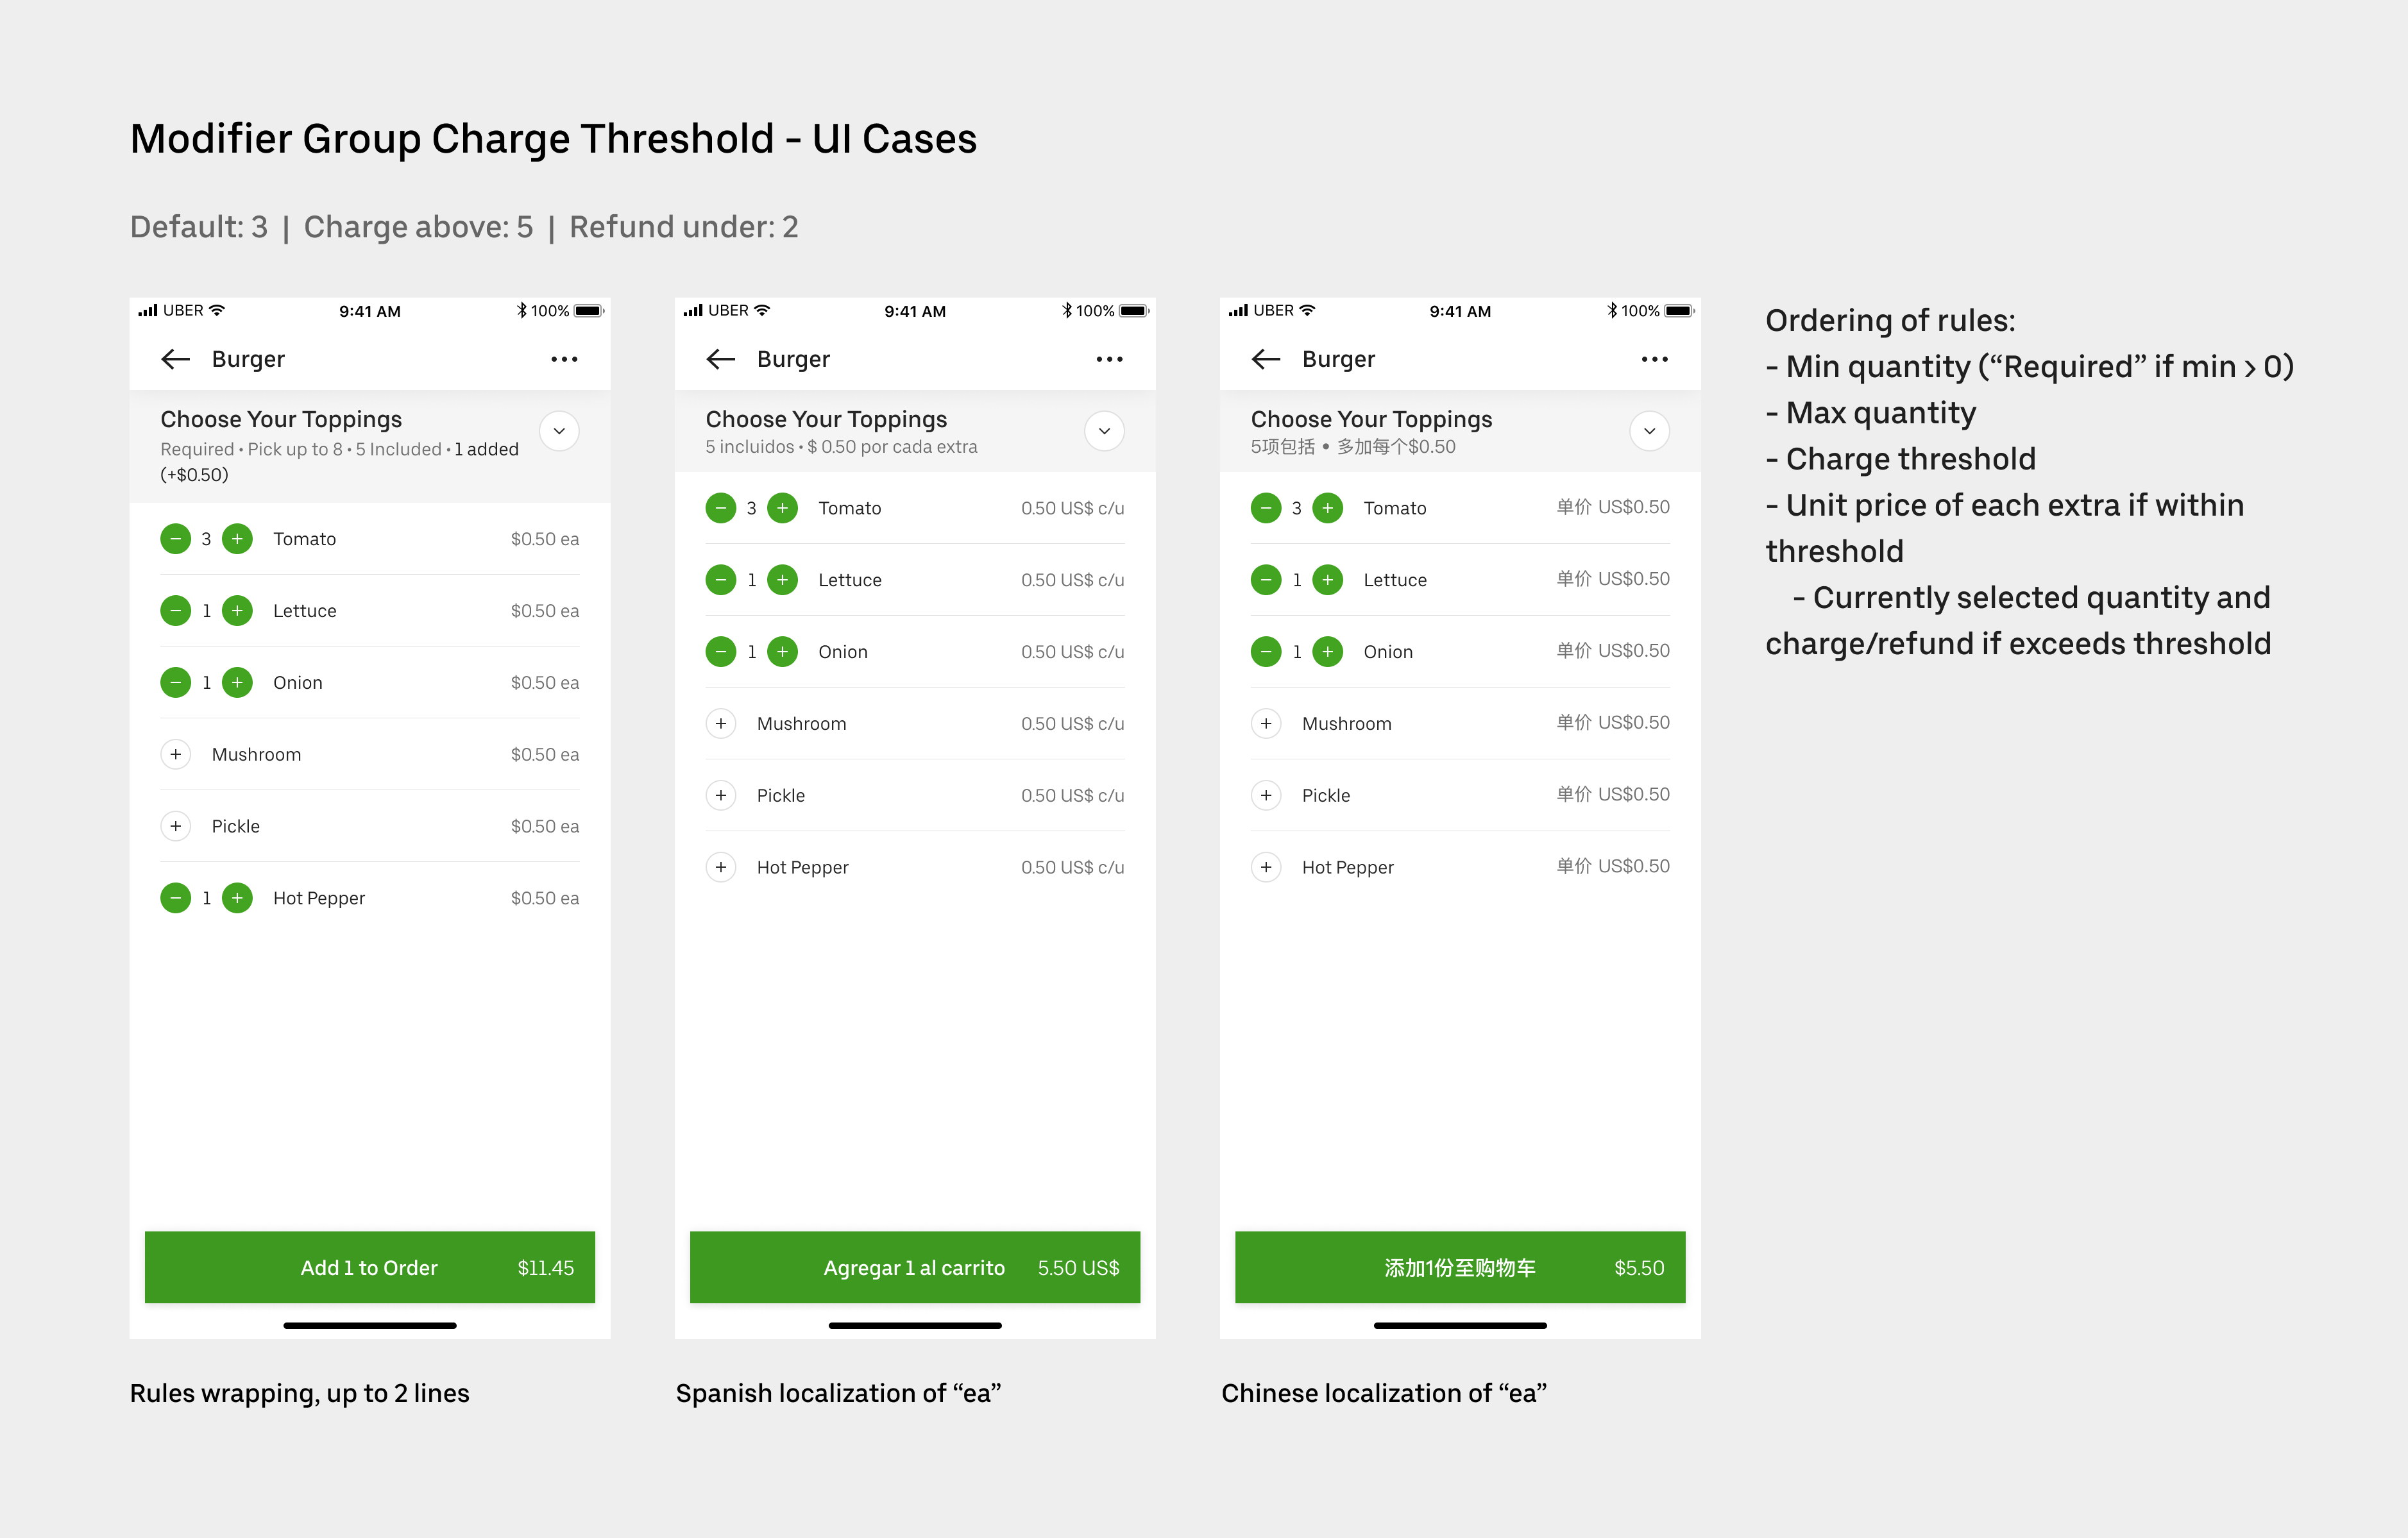 Modifier Group Charge Threshold - UI Cases
Default: 3 | Charge above: 5 | Refund under: 2
UBER 9:41 AM 100%
Burger
Choose Your Toppings
Required • Pick up to 8 • 5 Included • 1 added
(+$0.50)
3 Tomato $0.50 ea
1 Lettuce $0.50 ea
1 Onion $0.50 ea
Mushroom $0.50 ea
Pickle $0.50 ea
1 Hot Pepper $0.50 ea
Add 1 to Order $11.45
Rules wrapping, up to 2 lines
UBER 9:41 AM 100%
Burger
Choose Your Toppings
5 incluidos • $ 0.50 por cada extra
3 Tomato 0.50 US$ c/u
1 Lettuce 0.50 US$ c/u
1 Onion 0.50 US$ c/u
Mushroom 0.50 US$ c/u
Pickle 0.50 US$ c/u
Hot Pepper 0.50 US$ c/u
Agregar 1 al carrito 5.50 US$
Spanish localization of “ea”
UBER 9:41 AM 100%
Burger
Choose Your Toppings
5项包括 • 多加每个$0.50
3 Tomato 单价 US$0.50
1 Lettuce 单价 US$0.50
1 Onion 单价 US$0.50
Mushroom 单价 US$0.50
Pickle 单价 US$0.50
Hot Pepper 单价 US$0.50
添加1份至购物车 $5.50
Chinese localization of “ea”
Ordering of rules:
- Min quantity (“Required” if min > 0)
- Max quantity
- Charge threshold
- Unit price of each extra if within
threshold
- Currently selected quantity and
charge/refund if exceeds threshold